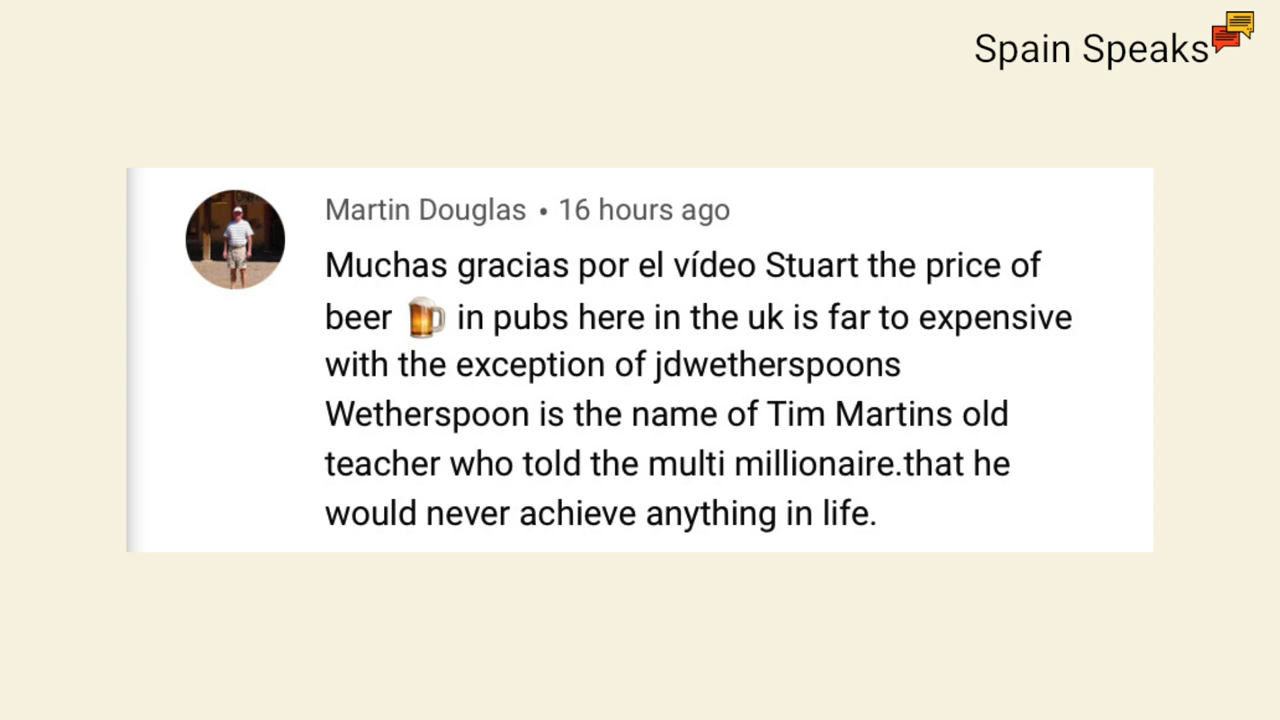 Spain Speaks
Martin Douglas • 16 hours ago
Muchas gracias por el vídeo Stuart the price of
beer 🍺 in pubs here in the uk is far to expensive
with the exception of jdwetherspoons
Wetherspoon is the name of Tim Martins old
teacher who told the multi millionaire.that he
would never achieve anything in life.